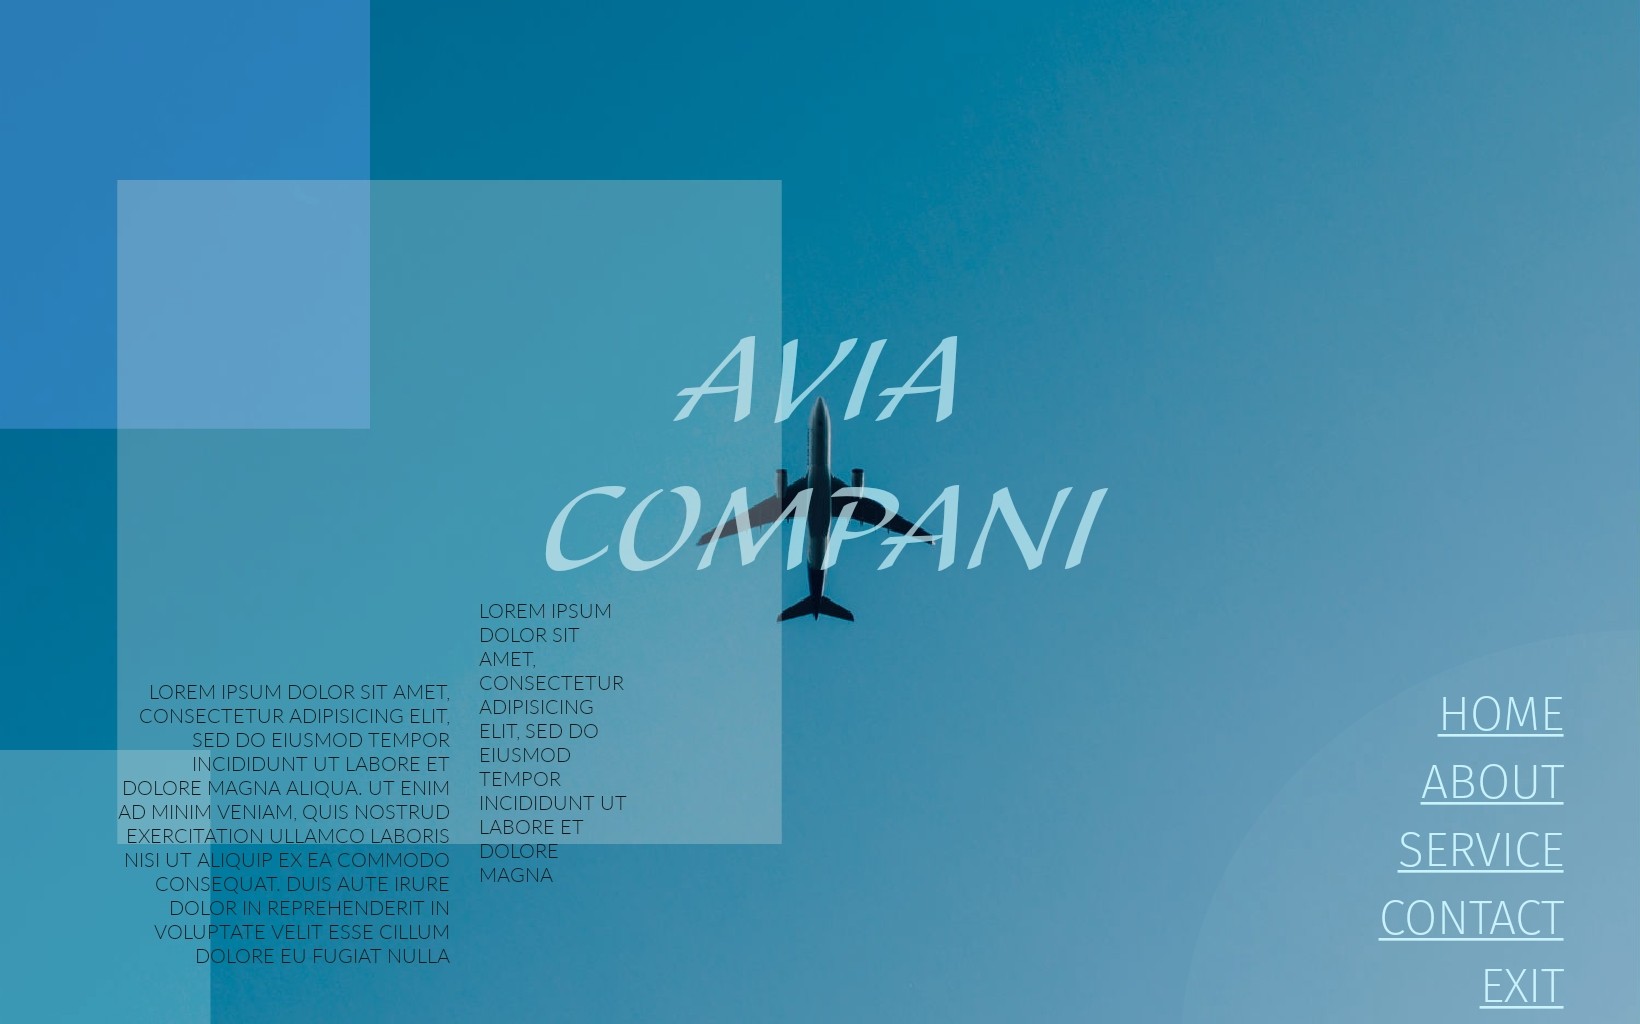 AVIA
COMPANI
LOREM IPSUM DOLOR SIT AMET,
CONSECTETUR ADIPISICING ELIT,
SED DO EIUSMOD TEMPOR
INCIDIDUNT UT LABORE ET
DOLORE MAGNA ALIQUA. UT ENIM
AD MINIM VENIAM, QUIS NOSTRUD
EXERCITATION ULLAMCO LABORIS
NISI UT ALIQUIP EX EA COMMODO
CONSEQUAT. DUIS AUTE IRURE
DOLOR IN REPREHENDERIT IN
VOLUPTATE VELIT ESSE CILLUM
DOLORE EU FUGIAT NULLA
LOREM IPSUM
DOLOR SIT
AMET,
CONSECTETUR
ADIPISICING
ELIT, SED DO
EIUSMOD
TEMPOR
INCIDIDUNT UT
LABORE ET
DOLORE
MAGNA
HOME
ABOUT
SERVICE
CONTACT
EXIT